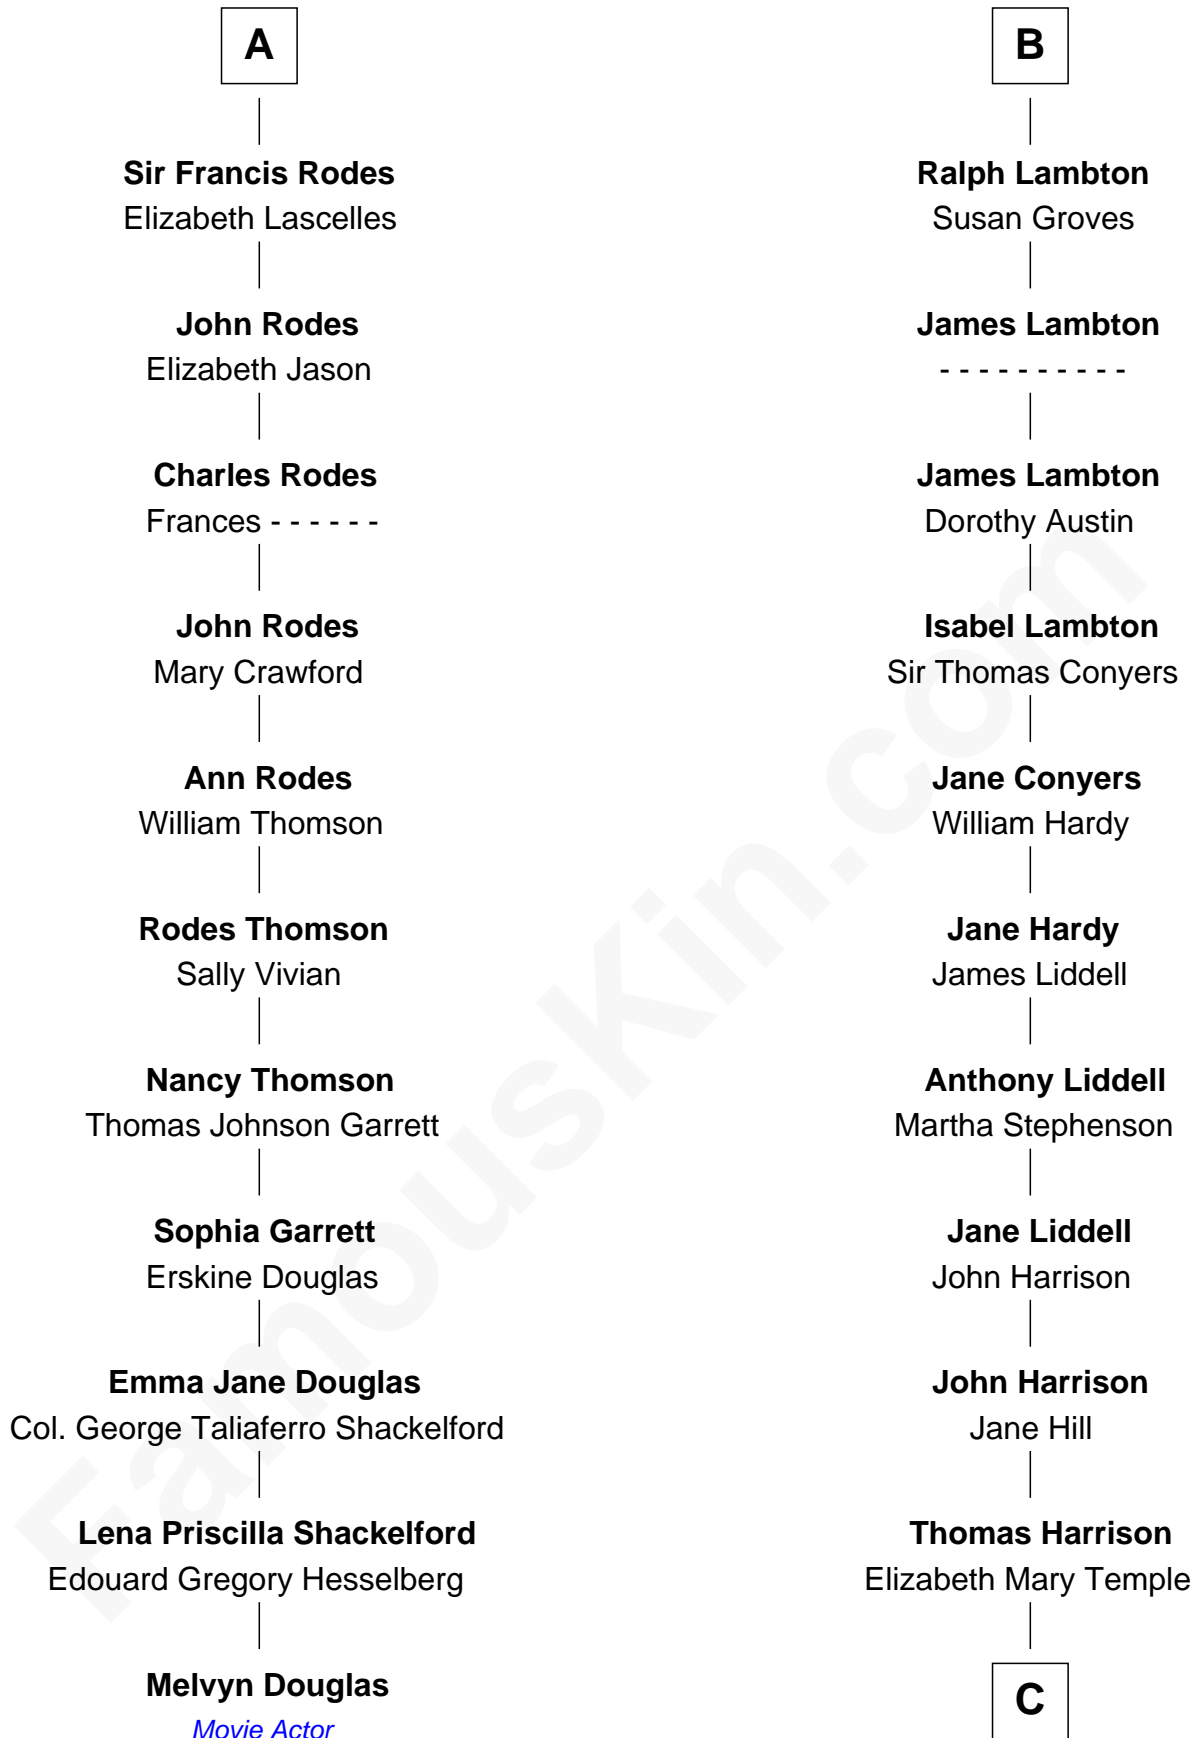 A
Sir Francis Rodes
Elizabeth Lascelles
John Rodes
Elizabeth Jason
Charles Rodes
Frances - - - - - -
John Rodes
Mary Crawford
Ann Rodes
William Thomson
Rodes Thomson
Sally Vivian
Nancy Thomson
Thomas Johnson Garrett
Sophia Garrett
Erskine Douglas
Emma Jane Douglas
Col. George Taliaferro Shackelford
Lena Priscilla Shackelford
Edouard Gregory Hesselberg
Melvyn Douglas
Movie Actor
B
Ralph Lambton
Susan Groves
James Lambton
- - - - - - - - - -
James Lambton
Dorothy Austin
Isabel Lambton
Sir Thomas Conyers
Jane Conyers
William Hardy
Jane Hardy
James Liddell
Anthony Liddell
Martha Stephenson
Jane Liddell
John Harrison
John Harrison
Jane Hill
Thomas Harrison
Elizabeth Mary Temple
C
FamousKin.com